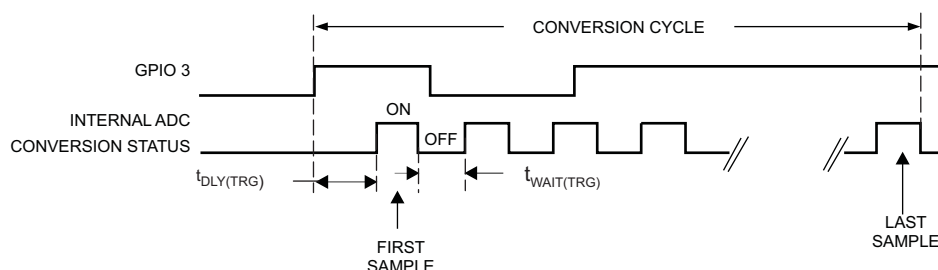 CONVERSION CYCLE
GPIO 3
INTERNAL ADC
CONVERSION STATUS
ON
OFF
tDLY(TRG)
tWAIT(TRG)
FIRST
SAMPLE
LAST
SAMPLE